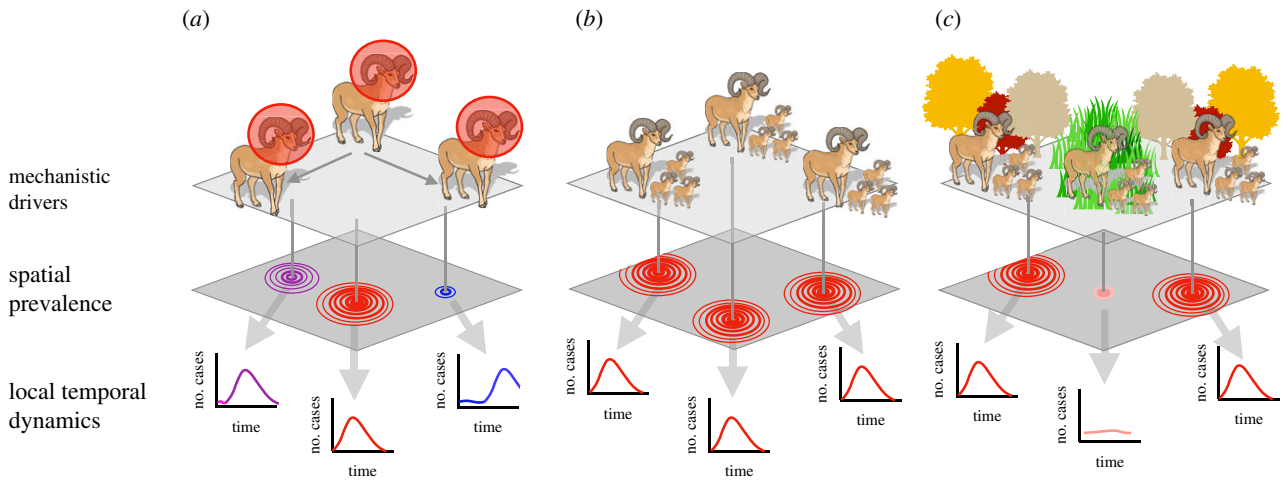 (a)
(b)
(c)
mechanistic
drivers
spatial
prevalence
local temporal
dynamics
no. cases
time
no. cases
time
no. cases
time
no. cases
time
no. cases
time
no. cases
time
no. cases
time
no. cases
time
no. cases
time